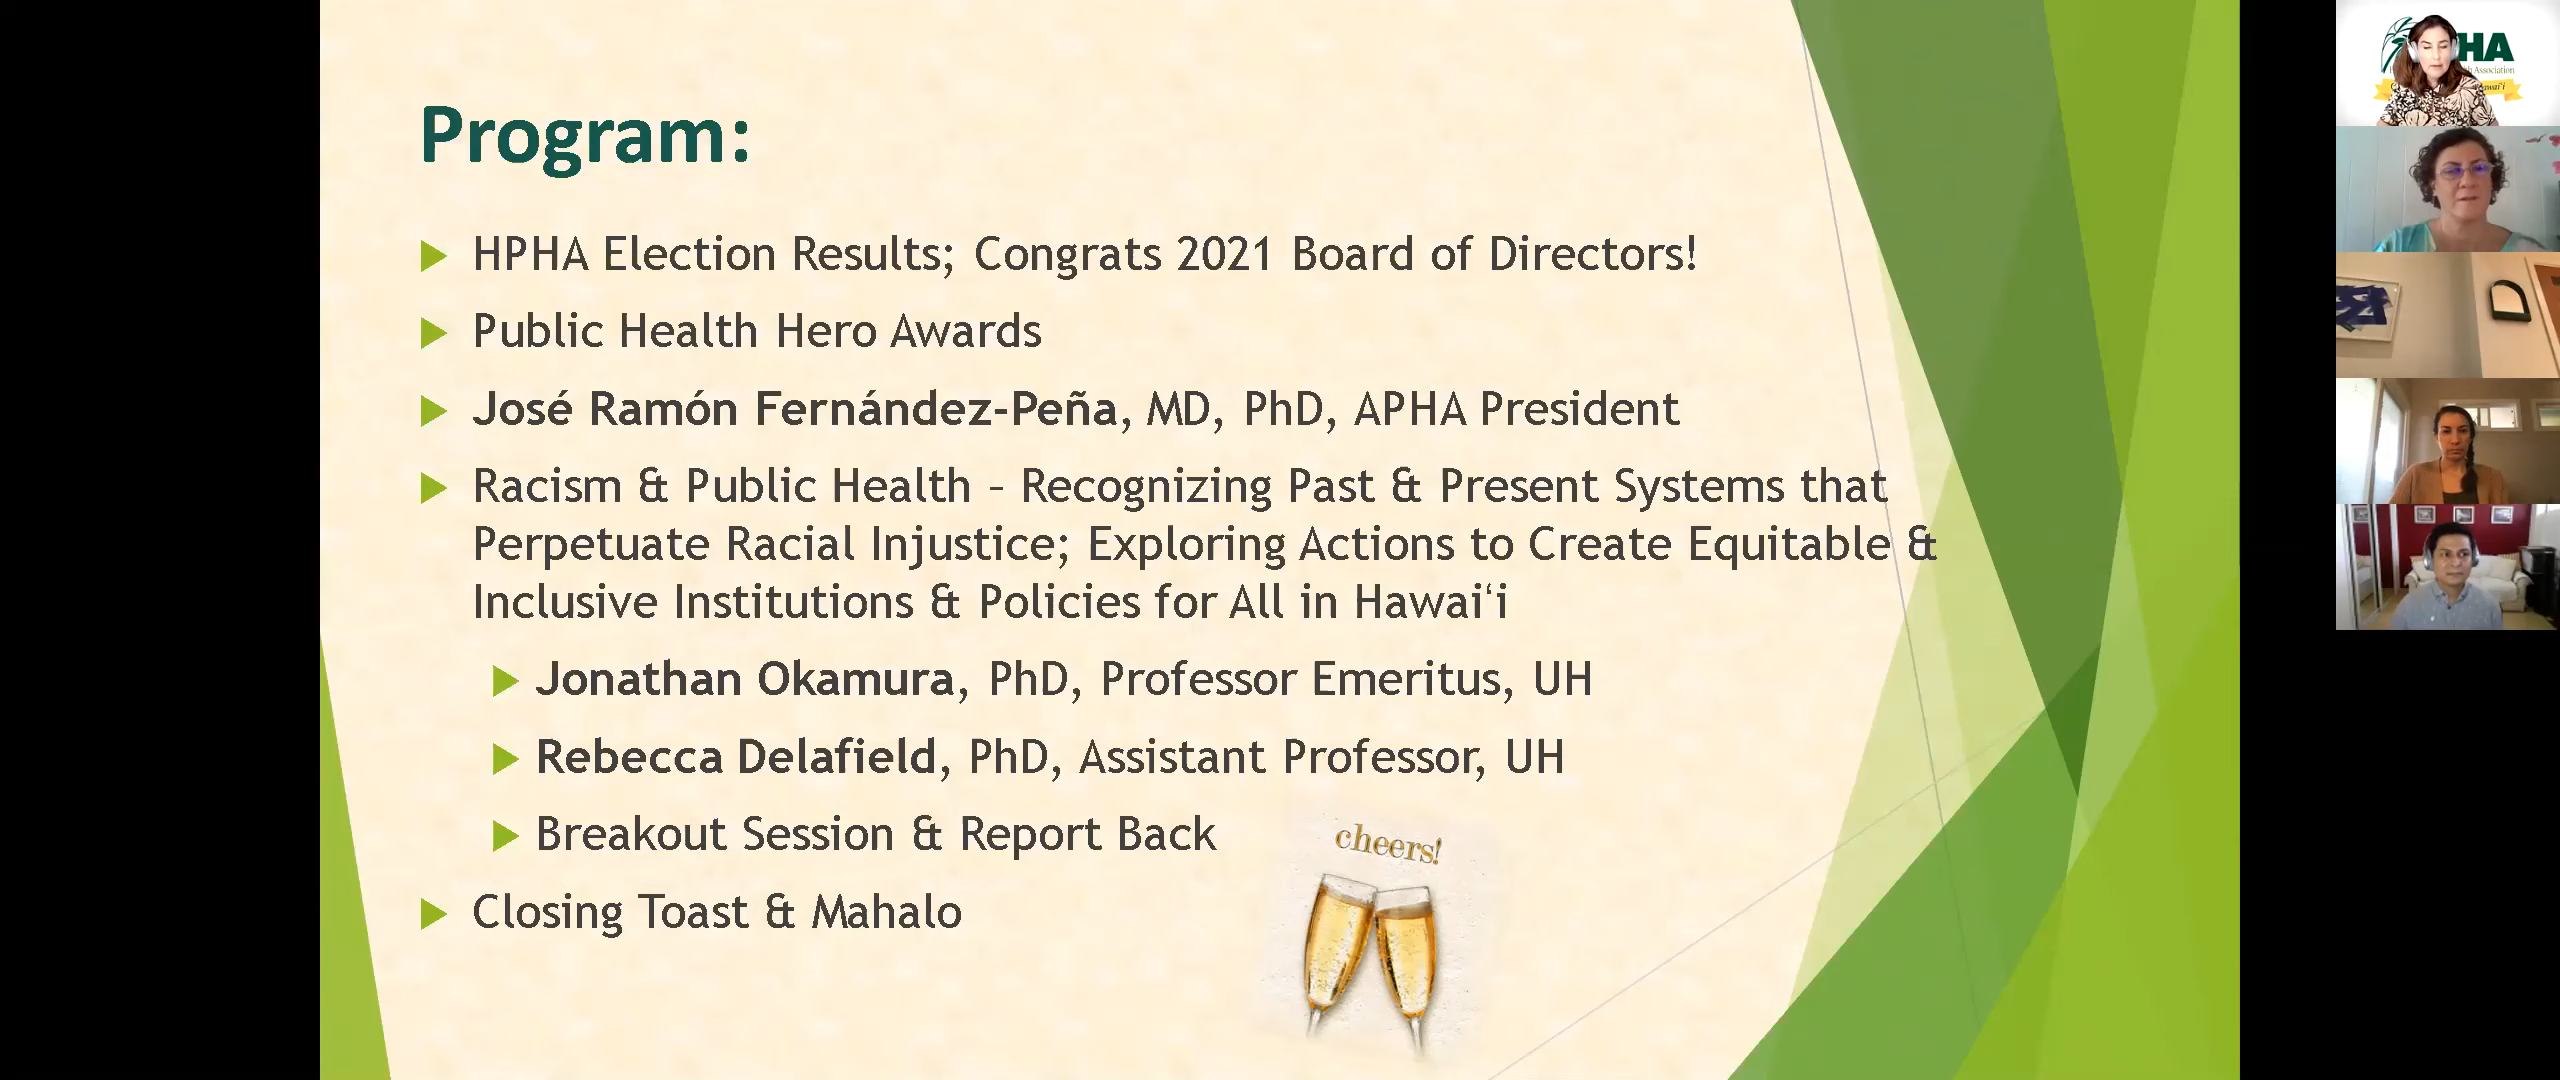 Program:
HPHA Election Results; Congrats 2021 Board of Directors!
Public Health Hero Awards
José Ramón Fernández-Peña, MD, PhD, APHA President
Racism & Public Health – Recognizing Past & Present Systems that
Perpetuate Racial Injustice; Exploring Actions to Create Equitable &
Inclusive Institutions & Policies for All in Hawaiʻi
Jonathan Okamura, PhD, Professor Emeritus, UH
Rebecca Delafield, PhD, Assistant Professor, UH
Breakout Session & Report Back
cheers!
Closing Toast & Mahalo
HA
Association